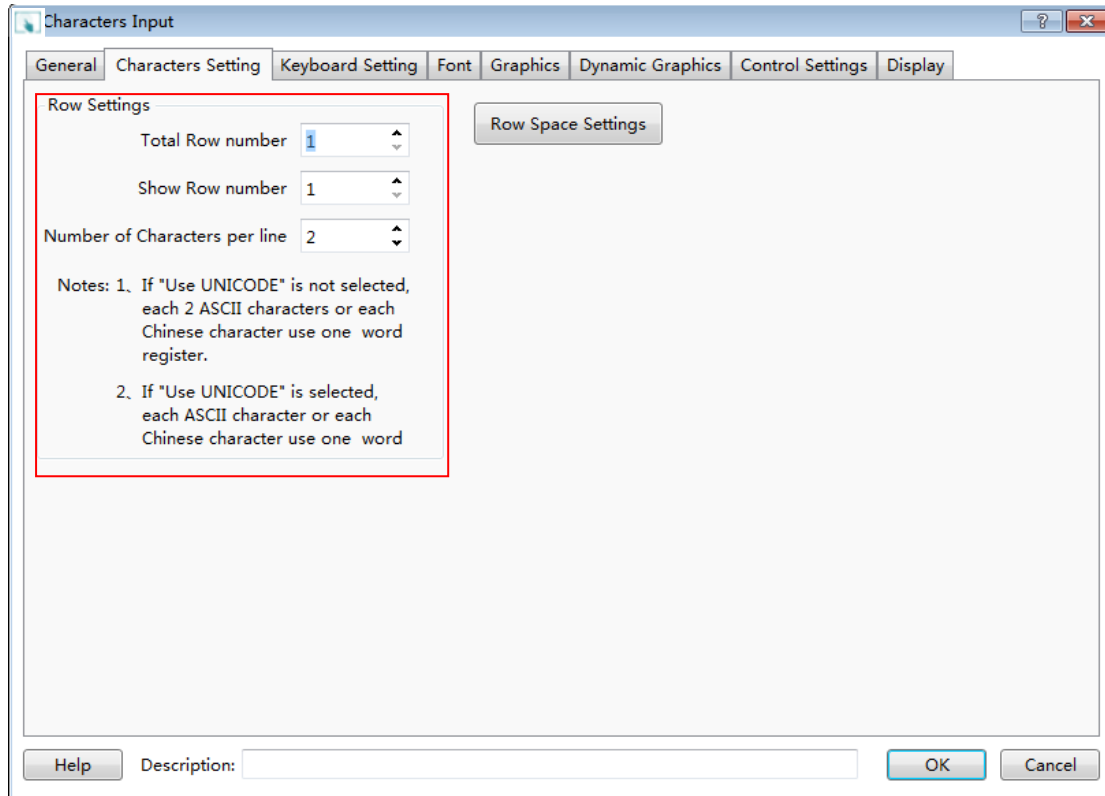 Characters Input
General Characters Setting Keyboard Setting Font Graphics Dynamic Graphics Control Settings Display
Row Settings
Total Row number 1
Show Row number 1
Number of Characters per line 2
Notes: 1、If "Use UNICODE" is not selected,
each 2 ASCII characters or each
Chinese character use one word
register.
2、If "Use UNICODE" is selected,
each ASCII character or each
Chinese character use one word
Row Space Settings
Help Description: OK Cancel